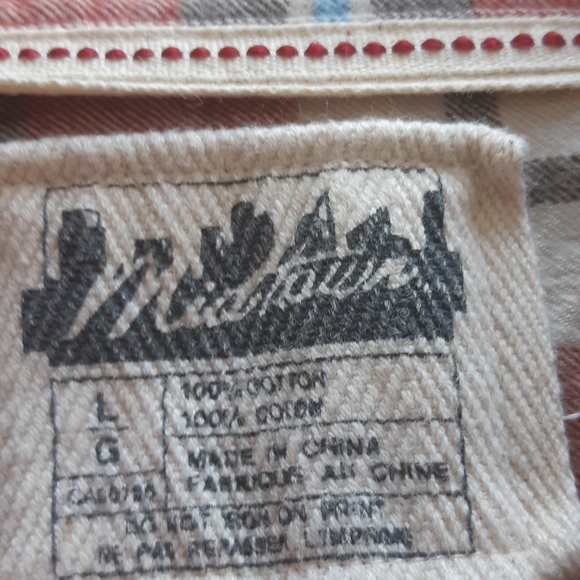 L
G
100% COTTON
100% COTON
MADE IN CHINA
FABRIQUE AU CHINE
DO NOT IRON ON PRINT
NE PAS REPASSER L'IMPRIME